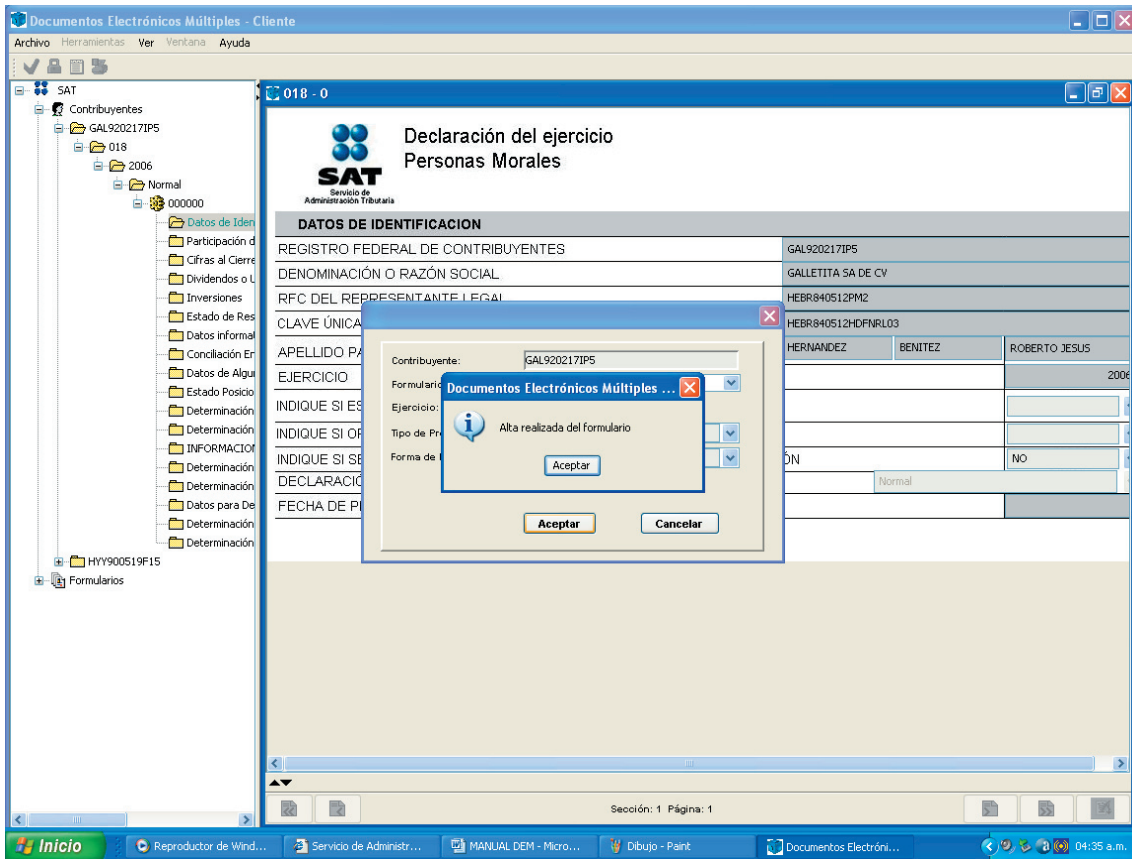 Documentos Electrónicos Múltiples - Cliente
Archivo Herramientas Ver Ventana Ayuda
SAT
Contribuyentes
GAL920217IP5
018
2006
Normal
000000
Datos de Iden
Participación d
Cifras al Cierre
Dividendos o U
Inversiones
Estado de Res
Datos informat
Conciliación En
Datos de Algu
Estado Posicio
Determinación
Determinación
INFORMACION
Determinación
Determinación
Datos para De
Determinación
Determinación
HYY900519F15
Formularios
018 - 0
SAT
Servicio de
Administración Tributaria
Declaración del ejercicio
Personas Morales
DATOS DE IDENTIFICACION
REGISTRO FEDERAL DE CONTRIBUYENTES GAL920217IP5
DENOMINACIÓN O RAZÓN SOCIAL GALLETITA SA DE CV
RFC DEL REPRESENTANTE LEGAL HEBR840512PM2
CLAVE ÚNICA HEBR840512HDFNRL03
APELLIDO PA HERNANDEZ BENITEZ ROBERTO JESUS
EJERCICIO 2006
INDIQUE SI ES
INDIQUE SI OP
INDIQUE SI SE ÓN NO
DECLARACIÓ Normal
FECHA DE P
Contribuyente: GAL920217IP5
Formulario
Ejercicio:
Tipo de Pr
Forma de
Aceptar Cancelar
Documentos Electrónicos Múltiples ...
Alta realizada del formulario
Aceptar
Sección: 1 Página: 1
Inicio Reproductor de Wind... Servicio de Administr... MANUAL DEM - Micro... Dibujo - Paint Documentos Electróni... 04:35 a.m.